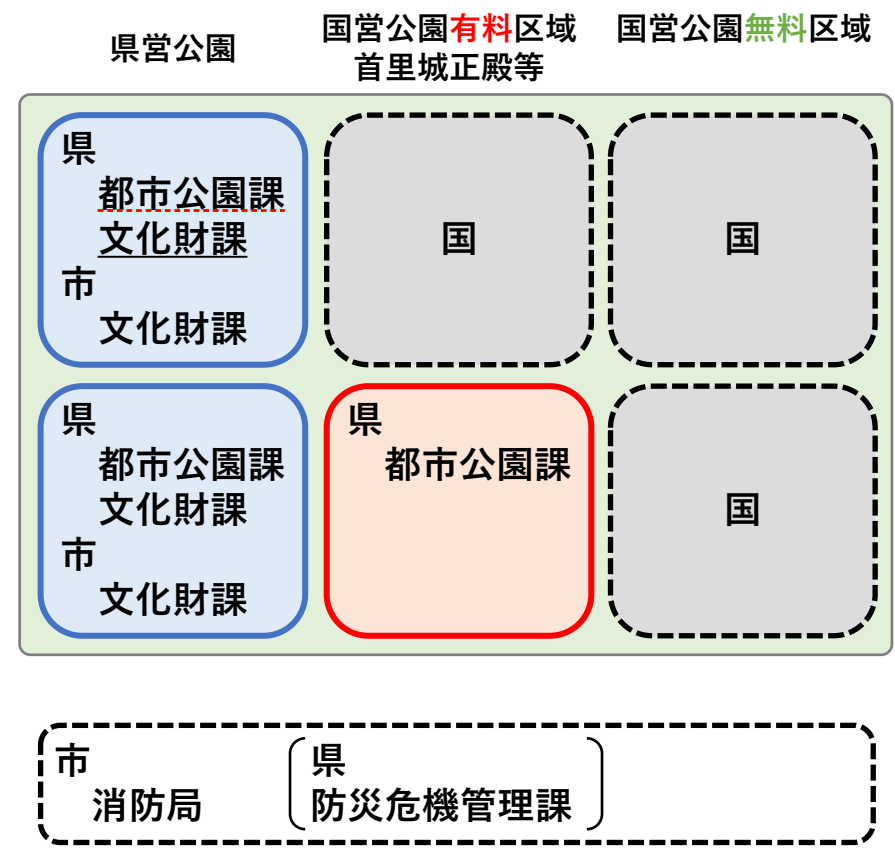 県営公園
国営公園有料区域
首里城正殿等
国営公園無料区域
県
都市公園課
文化財課
市
文化財課
国
国
県
都市公園課
文化財課
市
文化財課
県
都市公園課
国
市
消防局
県
防災危機管理課